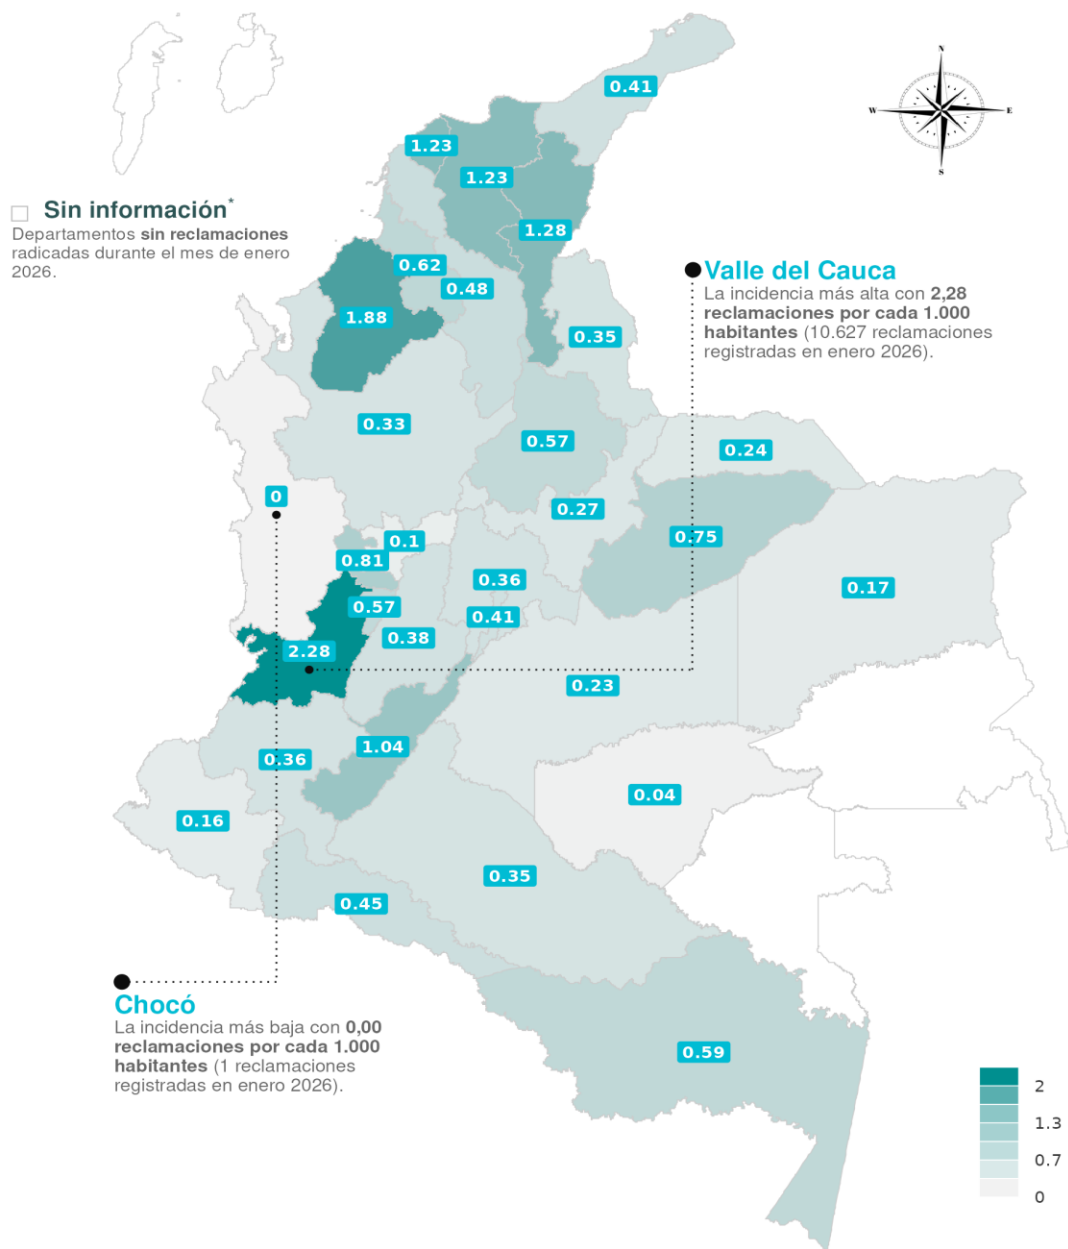 N
W
E
S
0.41
1.23
1.23
1.28
Sin información*
Departamentos sin reclamaciones
radicadas durante el mes de enero
2026.
0.62
0.48
1.88
0.35
Valle del Cauca
La incidencia más alta con 2,28
reclamaciones por cada 1.000
habitantes (10.627 reclamaciones
registradas en enero 2026).
0.33
0.57
0.24
0
0.27
0.75
0.1
0.81
0.36
0.17
0.57
0.41
0.38
2.28
0.23
1.04
0.36
0.04
0.16
0.35
0.45
Chocó
La incidencia más baja con 0,00
reclamaciones por cada 1.000
habitantes (1 reclamaciones
registradas en enero 2026).
0.59
2
1.3
0.7
0